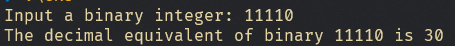 Input a binary integer: 11110
The decimal equivalent of binary 11110 is 30